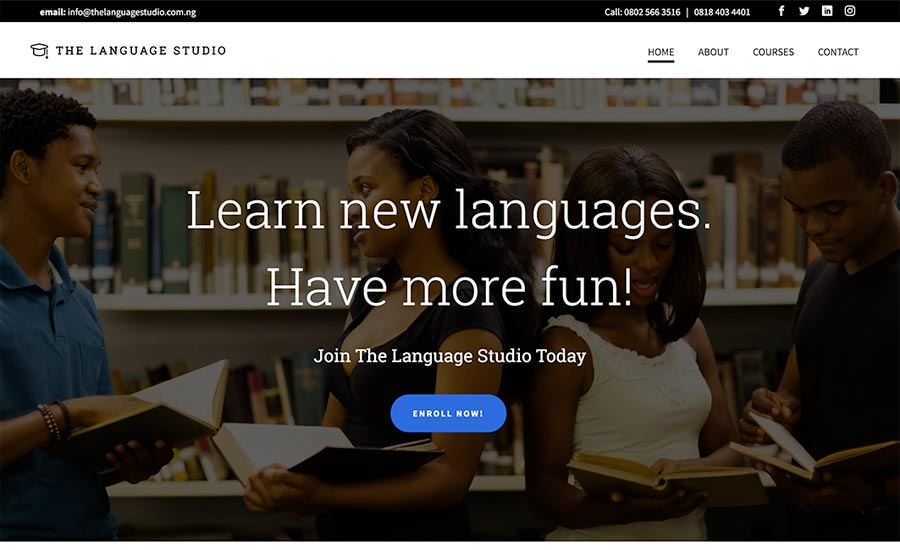 email: info@thelanguagestudio.com.ng
Call: 0802 566 3516 | 0818 403 4401
THE LANGUAGE STUDIO
HOME ABOUT COURSES CONTACT
Learn new languages.
Have more fun!
Join The Language Studio Today
ENROLL NOW!